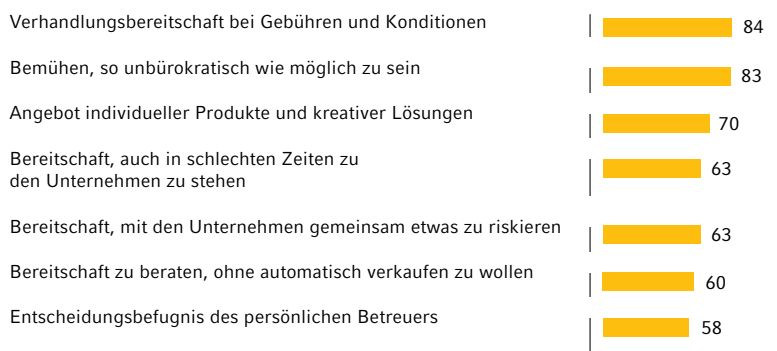 Verhandlungsbereitschaft bei Gebühren und Konditionen 84
Bemühen, so unbürokratisch wie möglich zu sein 83
Angebot individueller Produkte und kreativer Lösungen 70
Bereitschaft, auch in schlechten Zeiten zu
den Unternehmen zu stehen 63
Bereitschaft, mit den Unternehmen gemeinsam etwas zu riskieren 63
Bereitschaft zu beraten, ohne automatisch verkaufen zu wollen 60
Entscheidungsbefugnis des persönlichen Betreuers 58